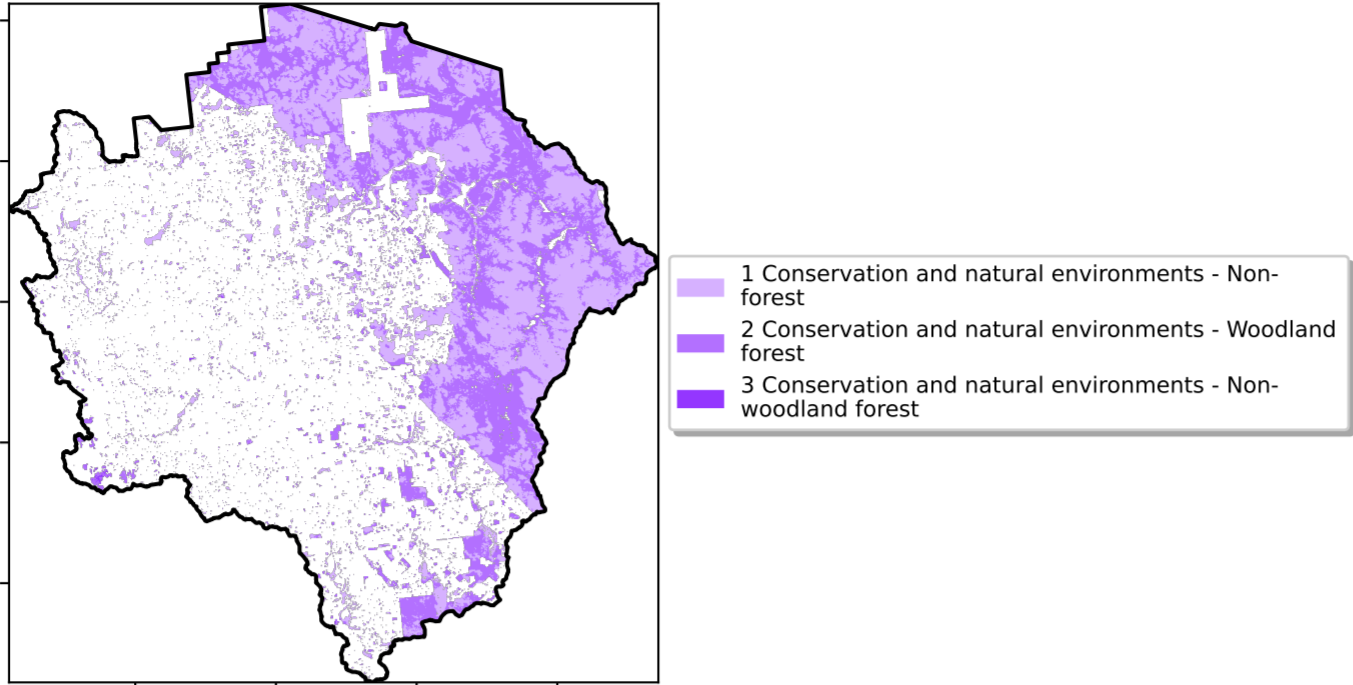 1 Conservation and natural environments - Non-
forest
2 Conservation and natural environments - Woodland
forest
3 Conservation and natural environments - Non-
woodland forest